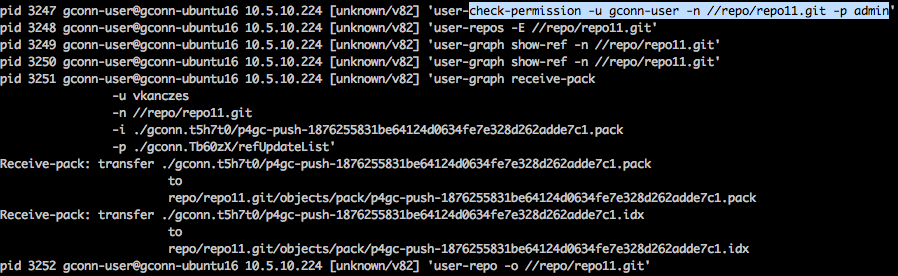 pid 3247 gconn-user@gconn-ubuntu16 10.5.10.224 [unknown/v82] 'user-check-permission -u gconn-user -n //repo/repo11.git -p admin'
pid 3248 gconn-user@gconn-ubuntu16 10.5.10.224 [unknown/v82] 'user-repos -E //repo/repo11.git'
pid 3249 gconn-user@gconn-ubuntu16 10.5.10.224 [unknown/v82] 'user-graph show-ref -n //repo/repo11.git'
pid 3250 gconn-user@gconn-ubuntu16 10.5.10.224 [unknown/v82] 'user-graph show-ref -n //repo/repo11.git'
pid 3251 gconn-user@gconn-ubuntu16 10.5.10.224 [unknown/v82] 'user-graph receive-pack
-u vkanczes
-n //repo/repo11.git
-i ./gconn.t5h7t0/p4gc-push-1876255831be64124d0634fe7e328d262adde7c1.pack
-p ./gconn.Tb60zX/refUpdateList'
Receive-pack: transfer ./gconn.t5h7t0/p4gc-push-1876255831be64124d0634fe7e328d262adde7c1.pack
to
repo/repo11.git/objects/pack/p4gc-push-1876255831be64124d0634fe7e328d262adde7c1.pack
Receive-pack: transfer ./gconn.t5h7t0/p4gc-push-1876255831be64124d0634fe7e328d262adde7c1.idx
to
repo/repo11.git/objects/pack/p4gc-push-1876255831be64124d0634fe7e328d262adde7c1.idx
pid 3252 gconn-user@gconn-ubuntu16 10.5.10.224 [unknown/v82] 'user-repo -o //repo/repo11.git'